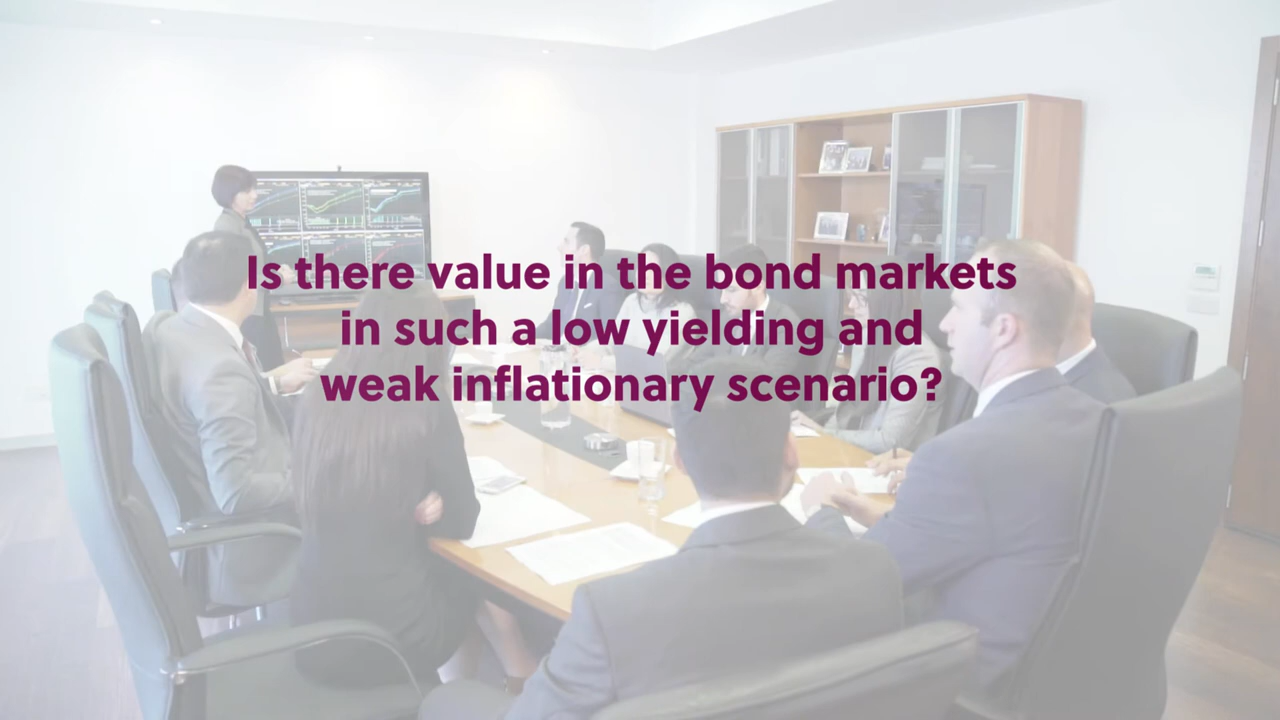 Is there value in the bond markets
in such a low yielding and
weak inflationary scenario?